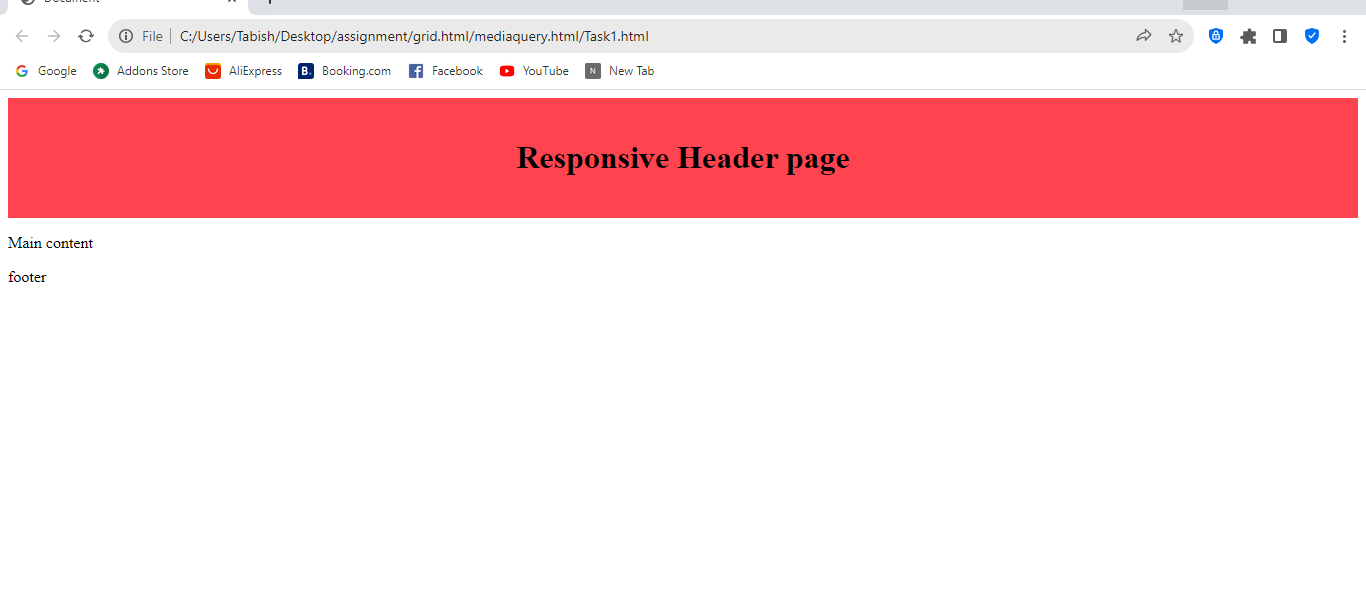 Document
File C:/Users/Tabish/Desktop/assignment/grid.html/mediaquery.html/Task1.html
Google Addons Store AliExpress B. Booking.com Facebook YouTube N New Tab
Responsive Header page
Main content
footer